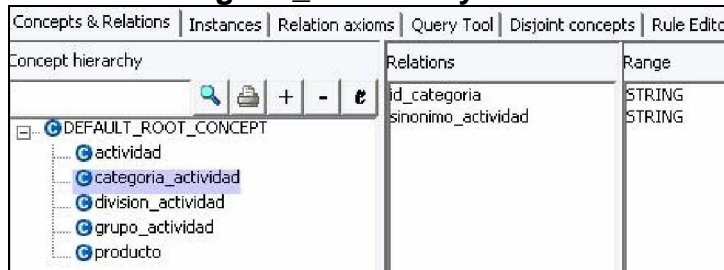 Concepts & Relations | Instances | Relation axioms | Query Tool | Disjoint concepts | Rule Edito
Concept hierarchy
Relations
Range
+ - e
id_categoria STRING
sinonimo_actividad STRING
DEFAULT_ROOT_CONCEPT
actividad
categoria_actividad
division_actividad
grupo_actividad
producto